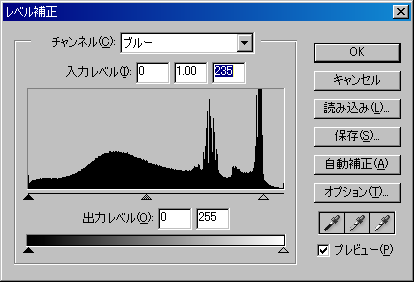 レベル補正
チャンネル(C): ブルー
入力レベル(I): 0 1.00 235
出力レベル(O): 0 255
OK
キャンセル
読み込み(L)...
保存(S)...
自動補正(A)
オプション(T)...
プレビュー(P)